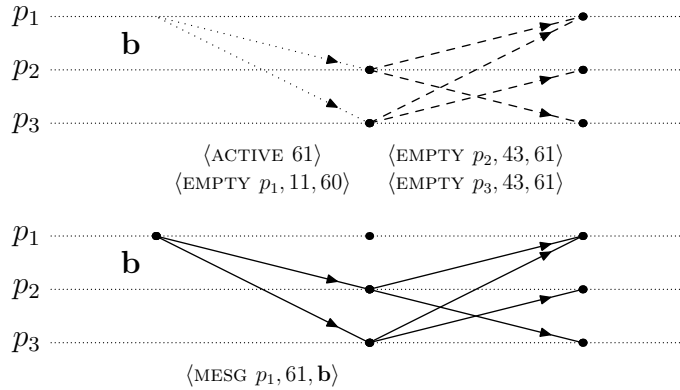 p₁
b
p₂
p₃
⟨ACTIVE 61⟩ ⟨EMPTY p₂, 43, 61⟩
⟨EMPTY p₁, 11, 60⟩ ⟨EMPTY p₃, 43, 61⟩
p₁
b
p₂
p₃
⟨MESG p₁, 61, b⟩